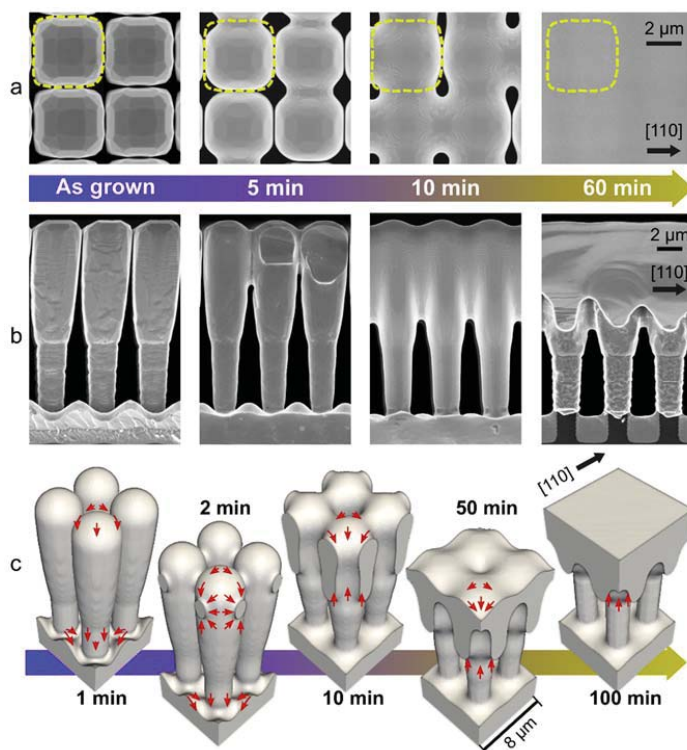 a
2 µm
[110]
As grown
5 min
10 min
60 min
b
2 µm
[110]
c
1 min
2 min
10 min
50 min
100 min
[110]
8 µm